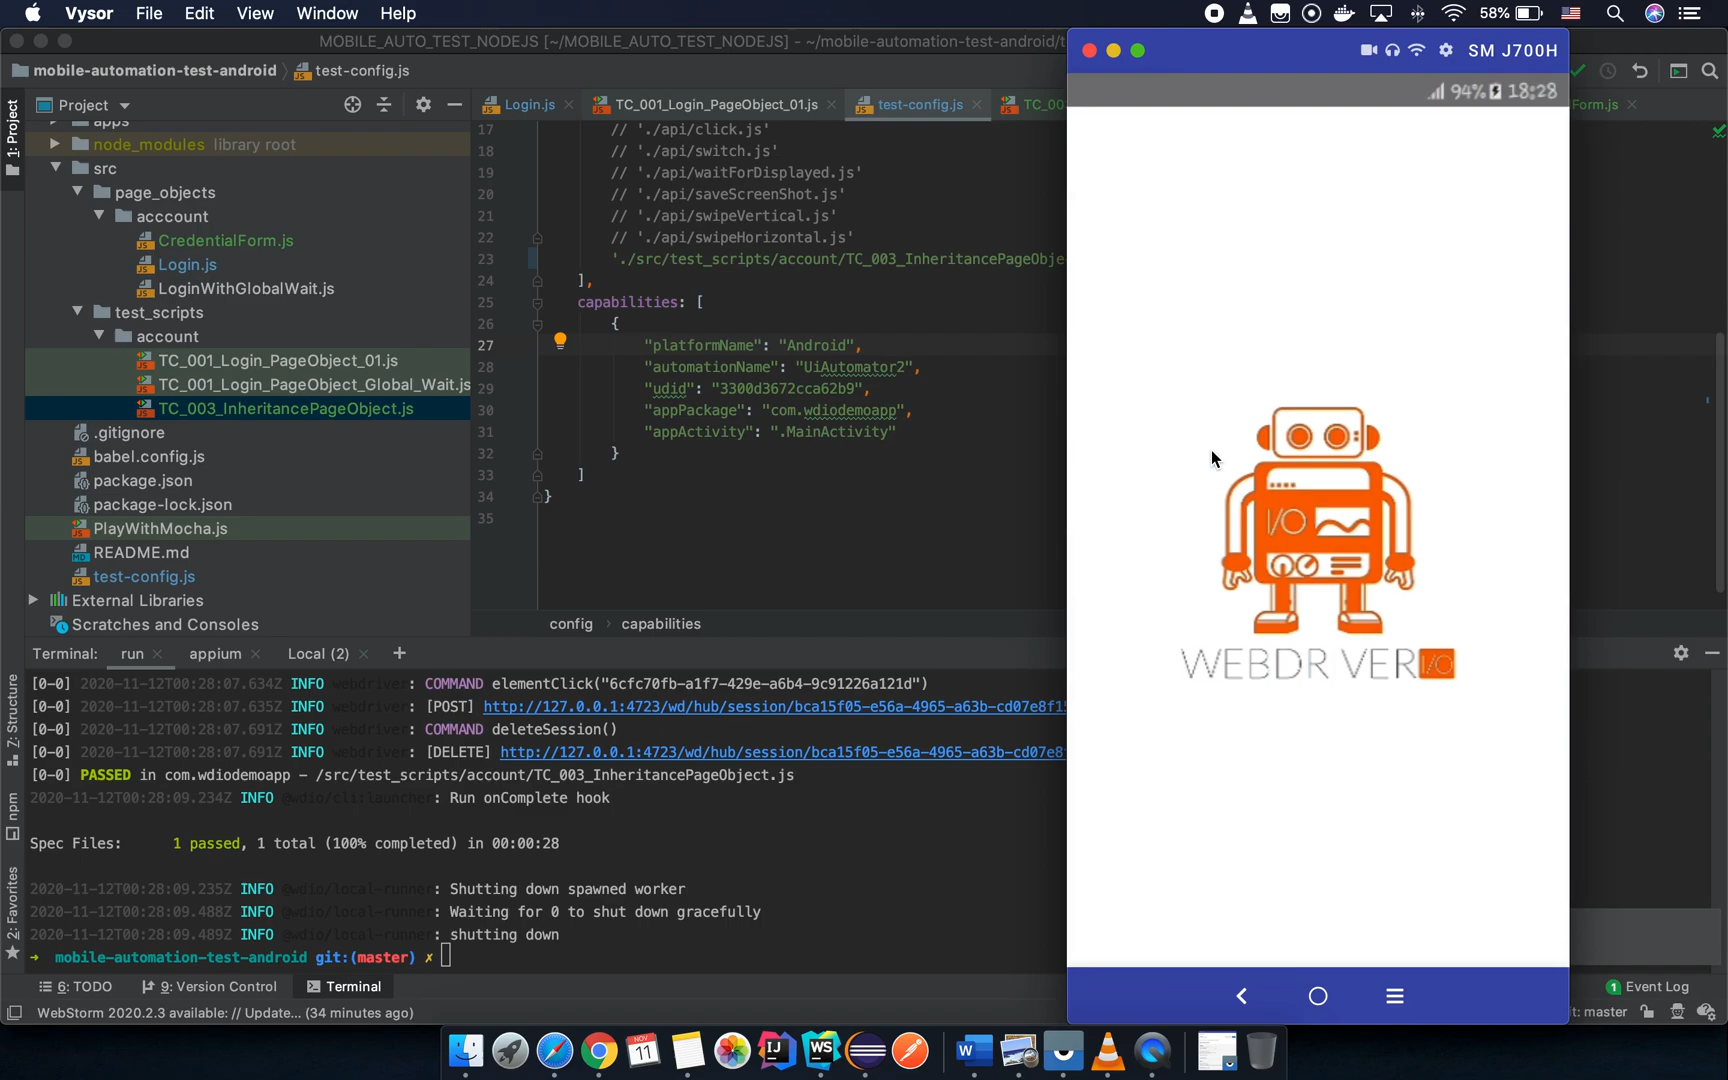 Vysor File Edit View Window Help 58%
MOBILE_AUTO_TEST_NODEJS [~/MOBILE_AUTO_TEST_NODEJS] - ~/mobile-automation-test-android/t
SM J700H
mobile-automation-test-android test-config.js
94% 18:28
1: Project
Project
Login.js
TC_001_Login_PageObject_01.js
test-config.js
TC_00
Form.js
apps
node_modules library root
src
page_objects
acccount
CredentialForm.js
Login.js
LoginWithGlobalWait.js
test_scripts
account
TC_001_Login_PageObject_01.js
TC_001_Login_PageObject_Global_Wait.js
TC_003_InheritancePageObject.js
.gitignore
babel.config.js
package.json
package-lock.json
PlayWithMocha.js
README.md
test-config.js
External Libraries
Scratches and Consoles
17 // './api/click.js'
18 // './api/switch.js'
19 // './api/waitForDisplayed.js'
20 // './api/saveScreenShot.js'
21 // './api/swipeVertical.js'
22 // './api/swipeHorizontal.js'
23 './src/test_scripts/account/TC_003_InheritancePageObje
24 ],
25 capabilities: [
26 {
27 "platformName": "Android",
28 "automationName": "UiAutomator2",
29 "udid": "3300d3672cca62b9",
30 "appPackage": "com.wdiodemoapp",
31 "appActivity": ".MainActivity"
32 }
33 ]
34 }
35
config capabilities
I/O
WEBDR VER I/O
Terminal: run appium Local (2) +
[0-0] 2020-11-12T00:28:07.634Z INFO webdriver: COMMAND elementClick("6cfc70fb-a1f7-429e-a6b4-9c91226a121d")
[0-0] 2020-11-12T00:28:07.635Z INFO webdriver: [POST] http://127.0.0.1:4723/wd/hub/session/bca15f05-e56a-4965-a63b-cd07e8f15
[0-0] 2020-11-12T00:28:07.691Z INFO webdriver: COMMAND deleteSession()
[0-0] 2020-11-12T00:28:07.691Z INFO webdriver: [DELETE] http://127.0.0.1:4723/wd/hub/session/bca15f05-e56a-4965-a63b-cd07e8
[0-0] PASSED in com.wdiodemoapp - /src/test_scripts/account/TC_003_InheritancePageObject.js
2020-11-12T00:28:09.234Z INFO @wdio/cli:launcher: Run onComplete hook
Spec Files: 1 passed, 1 total (100% completed) in 00:00:28
2020-11-12T00:28:09.235Z INFO @wdio/local-runner: Shutting down spawned worker
2020-11-12T00:28:09.488Z INFO @wdio/local-runner: Waiting for 0 to shut down gracefully
2020-11-12T00:28:09.489Z INFO @wdio/local-runner: shutting down
→ mobile-automation-test-android git:(master) ✗
Z: Structure
npm
2: Favorites
6: TODO 9: Version Control Terminal
1 Event Log
WebStorm 2020.2.3 available: // Update... (34 minutes ago)
it: master
NOV
11
IJ
WS
W